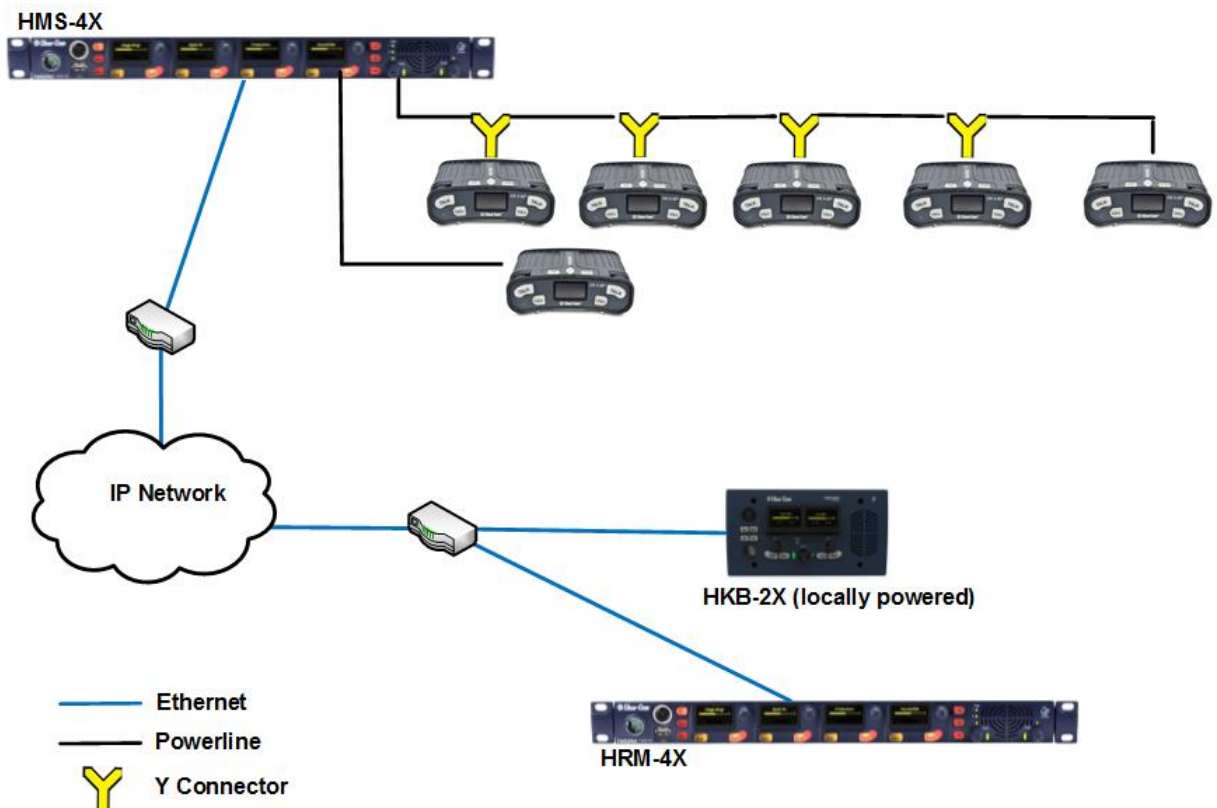 HMS-4X
IP Network
HKB-2X (locally powered)
HRM-4X
Ethernet
Powerline
Y Connector